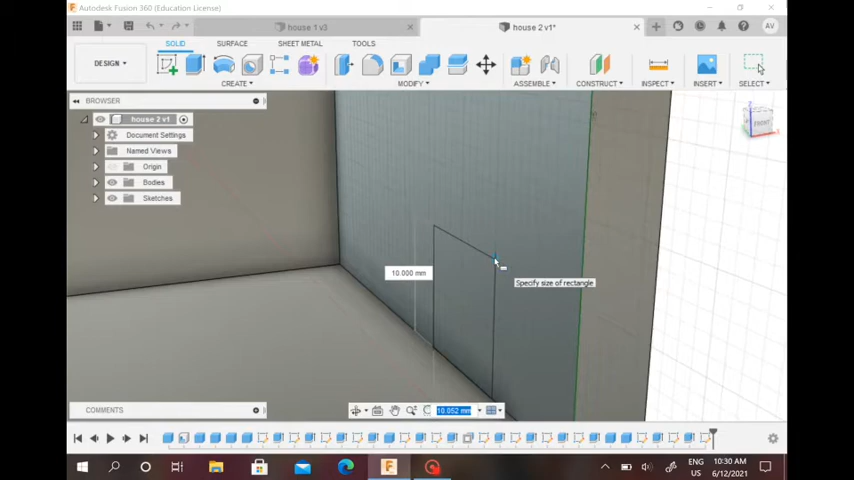 Autodesk Fusion 360 (Education License)
house 1 v3
house 2 v1*
AV
DESIGN
SOLID SURFACE SHEET METAL TOOLS
CREATE MODIFY ASSEMBLE CONSTRUCT INSPECT INSERT SELECT
BROWSER
house 2 v1
Document Settings
Named Views
Origin
Bodies
Sketches
FRONT
10.000 mm
Specify size of rectangle
COMMENTS
10.052 mm
ENG
US
10:30 AM
6/12/2021